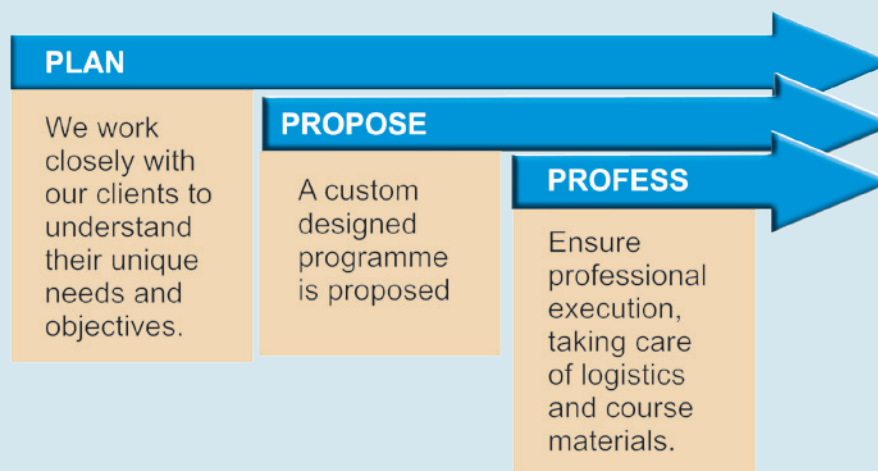 PLAN
We work
closely with
our clients to
understand
their unique
needs and
objectives.
PROPOSE
A custom
designed
programme
is proposed
PROFESS
Ensure
professional
execution,
taking care
of logistics
and course
materials.